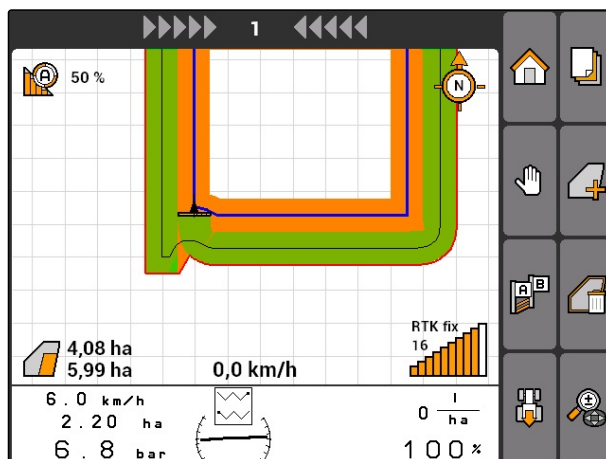 1
A 50 %
N
A B
RTK fix
16
4,08 ha
5,99 ha
0,0 km/h
6.0 km/h
2.20 ha
6.8 bar
0 l
ha
100 %